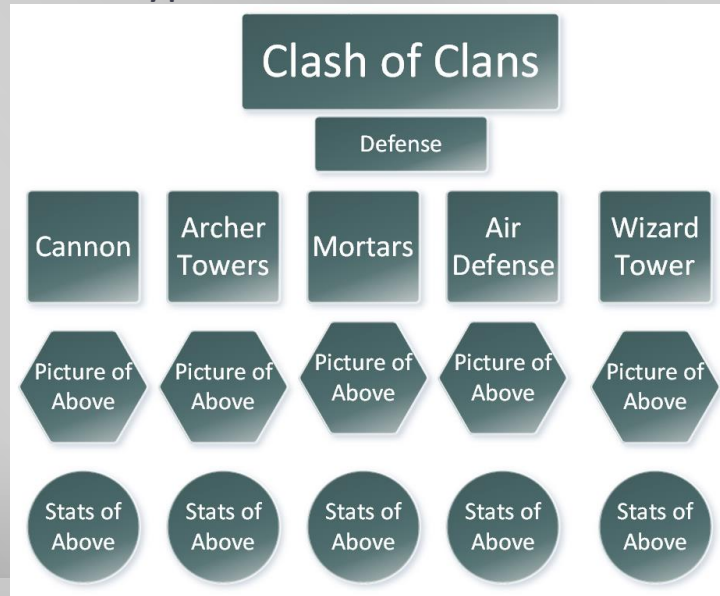 Clash of Clans
Defense
Cannon
Archer
Towers
Mortars
Air
Defense
Wizard
Tower
Picture of
Above
Picture of
Above
Picture of
Above
Picture of
Above
Picture of
Above
Stats of
Above
Stats of
Above
Stats of
Above
Stats of
Above
Stats of
Above